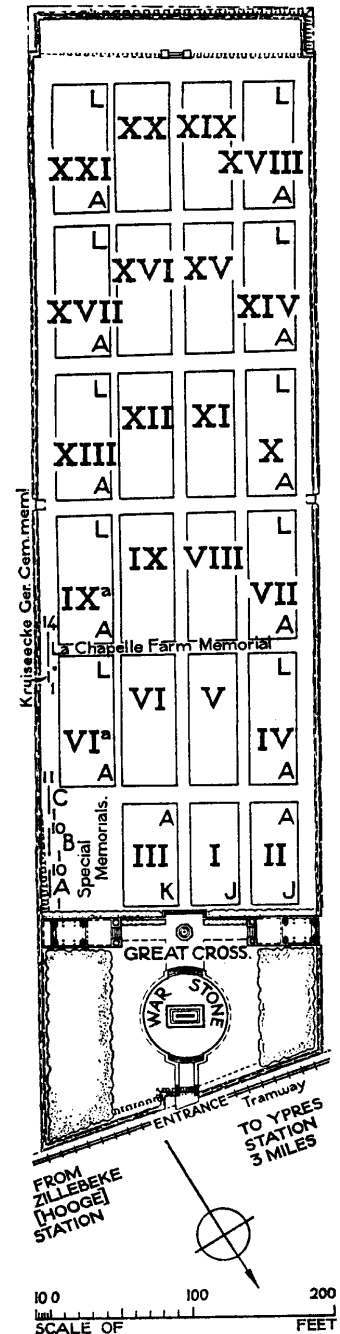 L L
XX XIX
XXI XVIII
A A
L L
XVI XV
XVII XIV
A A
L L
XII XI
XIII X
A A
Kruiseecke Ger. Cem. meml
L L
IX VIII
IXª VII
14 A A
La Chapelle Farm Memorial
1
L L
VI V
VIª IV
A A
11
C
10
B
10
A
Special
Memorials.
A A
III I II
K J J
GREAT CROSS.
WAR STONE
ENTRANCE Tramway
TO YPRES
STATION
3 MILES
FROM
ZILLEBEKE
[HOOGE]
STATION
10 0 100 200
SCALE OF FEET